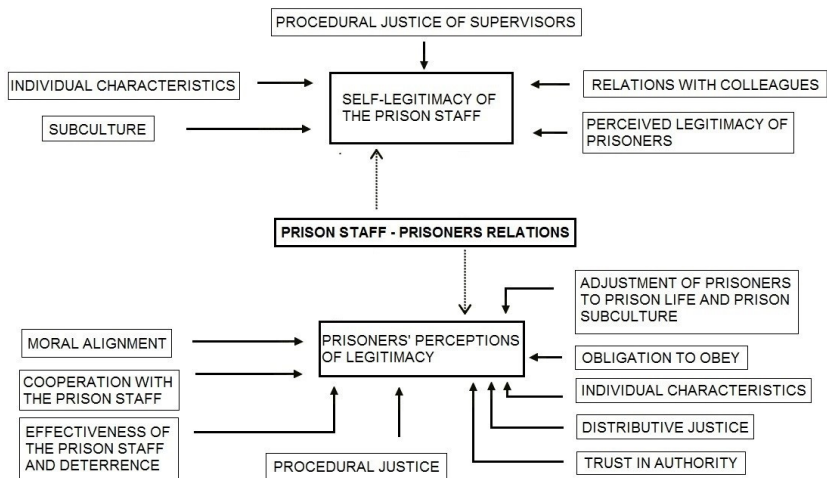 PROCEDURAL JUSTICE OF SUPERVISORS
INDIVIDUAL CHARACTERISTICS
SELF-LEGITIMACY OF
THE PRISON STAFF
RELATIONS WITH COLLEAGUES
SUBCULTURE
PERCEIVED LEGITIMACY OF
PRISONERS
PRISON STAFF - PRISONERS RELATIONS
ADJUSTMENT OF PRISONERS
TO PRISON LIFE AND PRISON
SUBCULTURE
MORAL ALIGNMENT
PRISONERS' PERCEPTIONS
OF LEGITIMACY
OBLIGATION TO OBEY
COOPERATION WITH
THE PRISON STAFF
INDIVIDUAL CHARACTERISTICS
EFFECTIVENESS OF
THE PRISON STAFF
AND DETERRENCE
PROCEDURAL JUSTICE
DISTRIBUTIVE JUSTICE
TRUST IN AUTHORITY